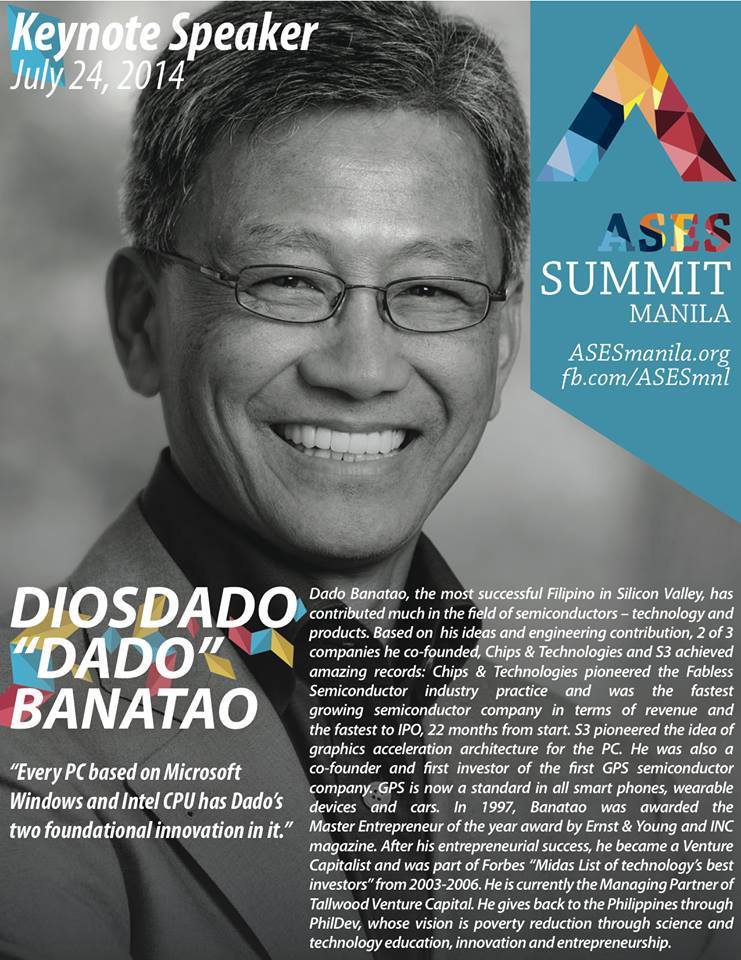 Keynote Speaker
July 24, 2014
ASES
SUMMIT
MANILA
ASESmanila.org
fb.com/ASESmnl
DIOSDADO
“DADO”
BANATAO
“Every PC based on Microsoft
Windows and Intel CPU has Dado’s
two foundational innovation in it.”
Dado Banatao, the most successful Filipino in Silicon Valley, has
contributed much in the field of semiconductors – technology and
products. Based on his ideas and engineering contribution, 2 of 3
companies he co-founded, Chips & Technologies and S3 achieved
amazing records: Chips & Technologies pioneered the Fabless
Semiconductor industry practice and was the fastest
growing semiconductor company in terms of revenue and
the fastest to IPO, 22 months from start. S3 pioneered the idea of
graphics acceleration architecture for the PC. He was also a
co-founder and first investor of the first GPS semiconductor
company. GPS is now a standard in all smart phones, wearable
devices and cars. In 1997, Banatao was awarded the
Master Entrepreneur of the year award by Ernst & Young and INC
magazine. After his entrepreneurial success, he became a Venture
Capitalist and was part of Forbes “Midas List of technology’s best
investors” from 2003-2006. He is currently the Managing Partner of
Tallwood Venture Capital. He gives back to the Philippines through
PhilDev, whose vision is poverty reduction through science and
technology education, innovation and entrepreneurship.